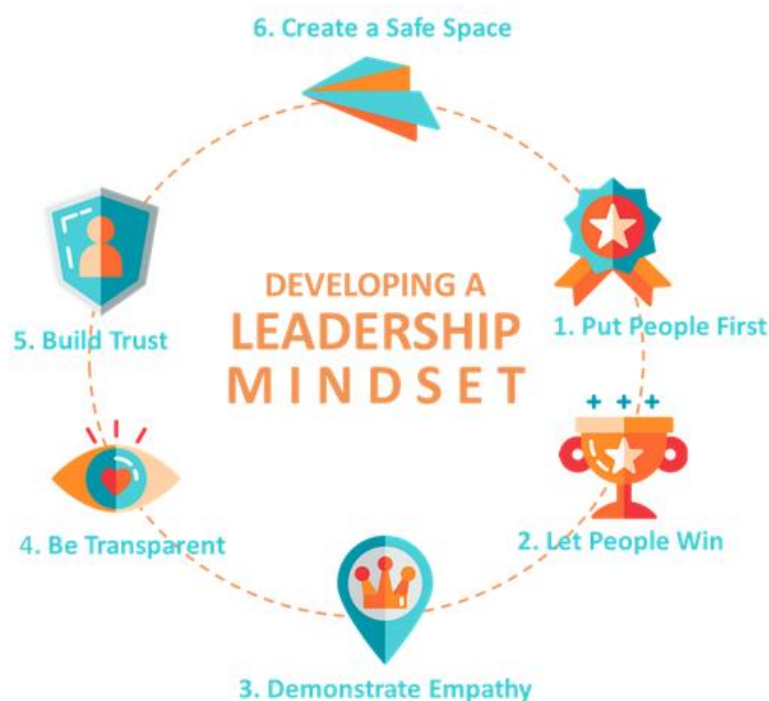 6. Create a Safe Space
DEVELOPING A
LEADERSHIP
MINDSET
1. Put People First
2. Let People Win
3. Demonstrate Empathy
4. Be Transparent
5. Build Trust